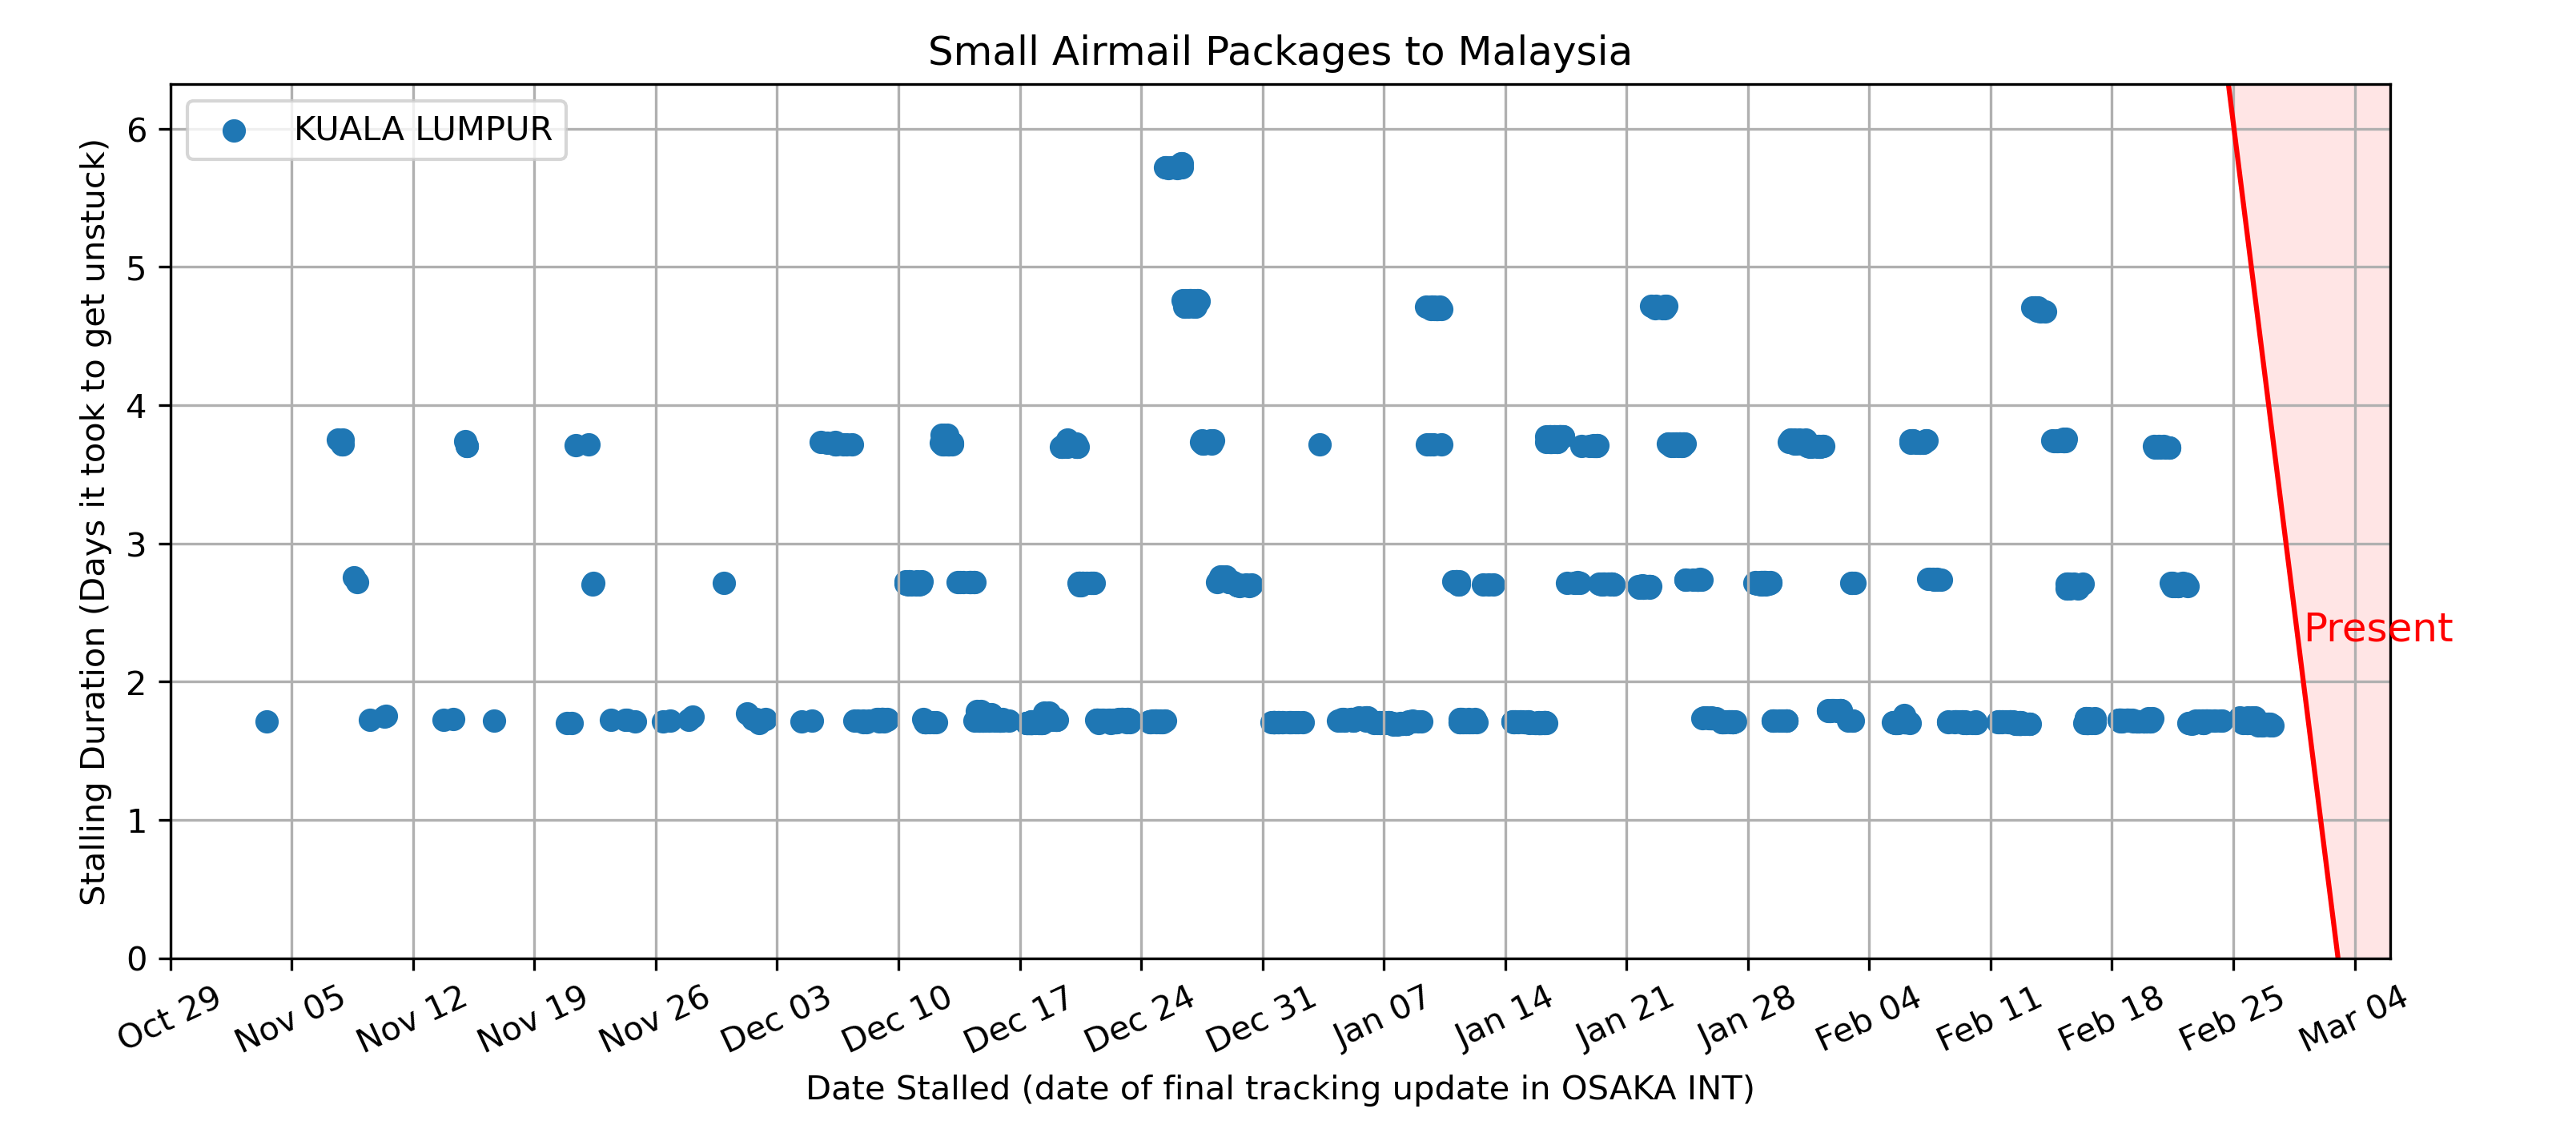 Small Airmail Packages to Malaysia
KUALA LUMPUR
Stalling Duration (Days it took to get unstuck)
6
5
4
3
2
1
0
Present
Oct 29
Nov 05
Nov 12
Nov 19
Nov 26
Dec 03
Dec 10
Dec 17
Dec 24
Dec 31
Jan 07
Jan 14
Jan 21
Jan 28
Feb 04
Feb 11
Feb 18
Feb 25
Mar 04
Date Stalled (date of final tracking update in OSAKA INT)